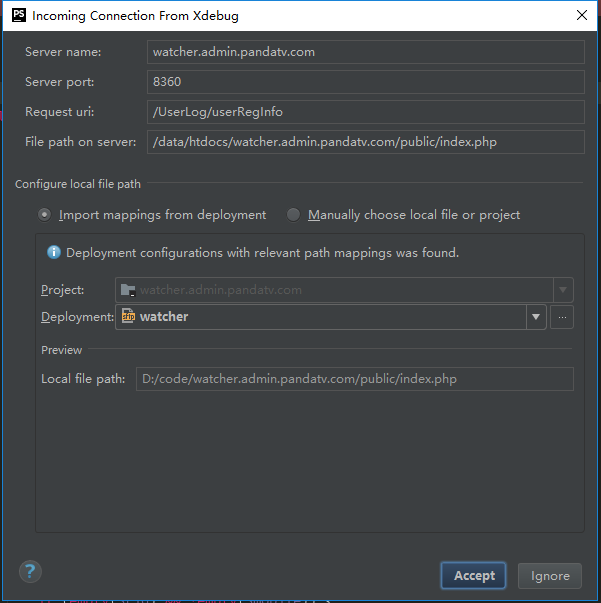 PS Incoming Connection From Xdebug
Server name: watcher.admin.pandatv.com
Server port: 8360
Request uri: /UserLog/userRegInfo
File path on server: /data/htdocs/watcher.admin.pandatv.com/public/index.php
Configure local file path
Import mappings from deployment Manually choose local file or project
Deployment configurations with relevant path mappings was found.
Project: watcher.admin.pandatv.com
Deployment: sftp watcher ...
Preview
Local file path: D:/code/watcher.admin.pandatv.com/public/index.php
? Accept Ignore